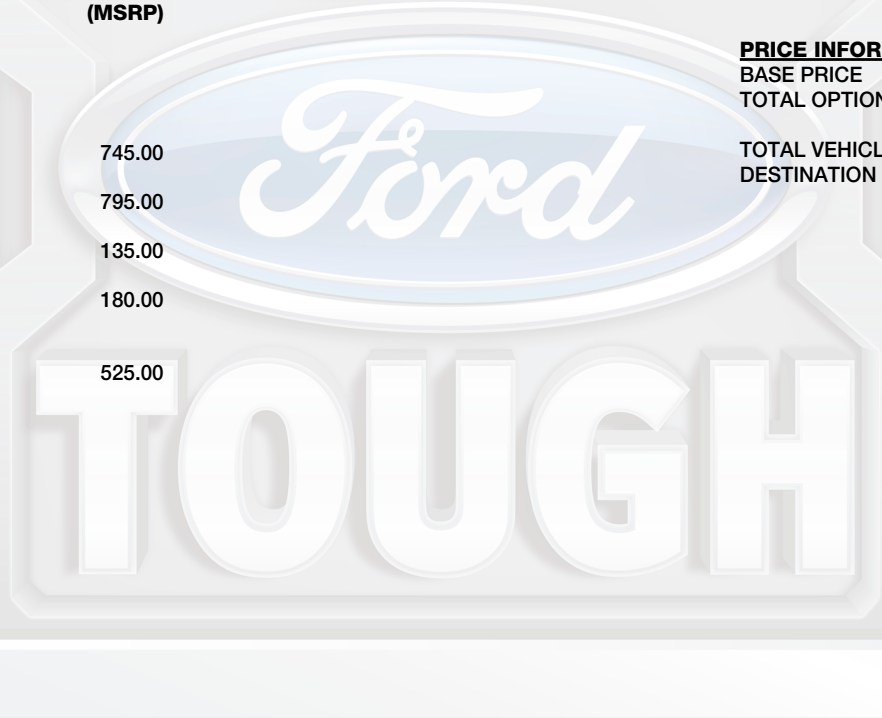 (MSRP)
745.00
795.00
135.00
180.00
525.00
PRICE INFOR
BASE PRICE
TOTAL OPTION
TOTAL VEHICL
DESTINATION
Ford
TOUGH